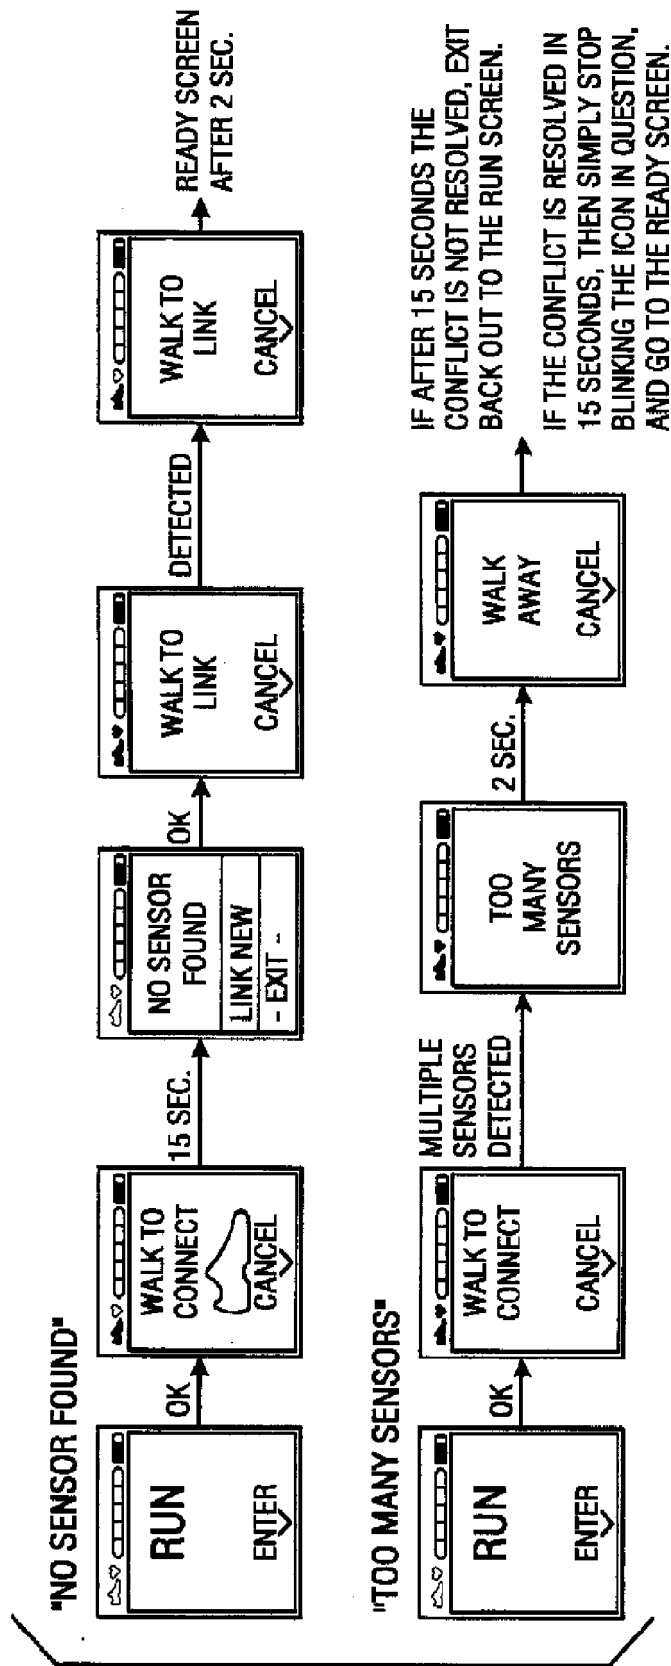 "NO SENSOR FOUND"
RUN
ENTER
OK
WALK TO
CONNECT
CANCEL
15 SEC.
NO SENSOR
FOUND
LINK NEW
- EXIT -
OK
WALK TO
LINK
CANCEL
DETECTED
WALK TO
LINK
CANCEL
READY SCREEN
AFTER 2 SEC.
"TOO MANY SENSORS"
RUN
ENTER
OK
WALK TO
CONNECT
CANCEL
MULTIPLE
SENSORS
DETECTED
TOO
MANY
SENSORS
2 SEC.
WALK
AWAY
CANCEL
IF AFTER 15 SECONDS THE
CONFLICT IS NOT RESOLVED, EXIT
BACK OUT TO THE RUN SCREEN.
IF THE CONFLICT IS RESOLVED IN
15 SECONDS, THEN SIMPLY STOP
BLINKING THE ICON IN QUESTION,
AND GO TO THE READY SCREEN.